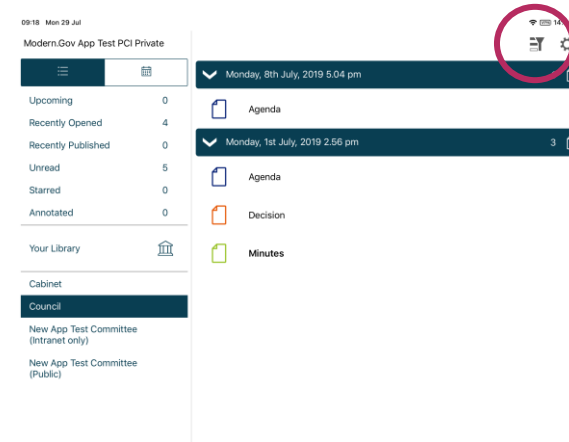 09:18 Mon 29 Jul
Modern.Gov App Test PCI Private
Upcoming 0
Recently Opened 4
Recently Published 0
Unread 5
Starred 0
Annotated 0
Your Library
Cabinet
Council
New App Test Committee
(Intranet only)
New App Test Committee
(Public)
Monday, 8th July, 2019 5.04 pm
Agenda
Monday, 1st July, 2019 2.56 pm 3
Agenda
Decision
Minutes